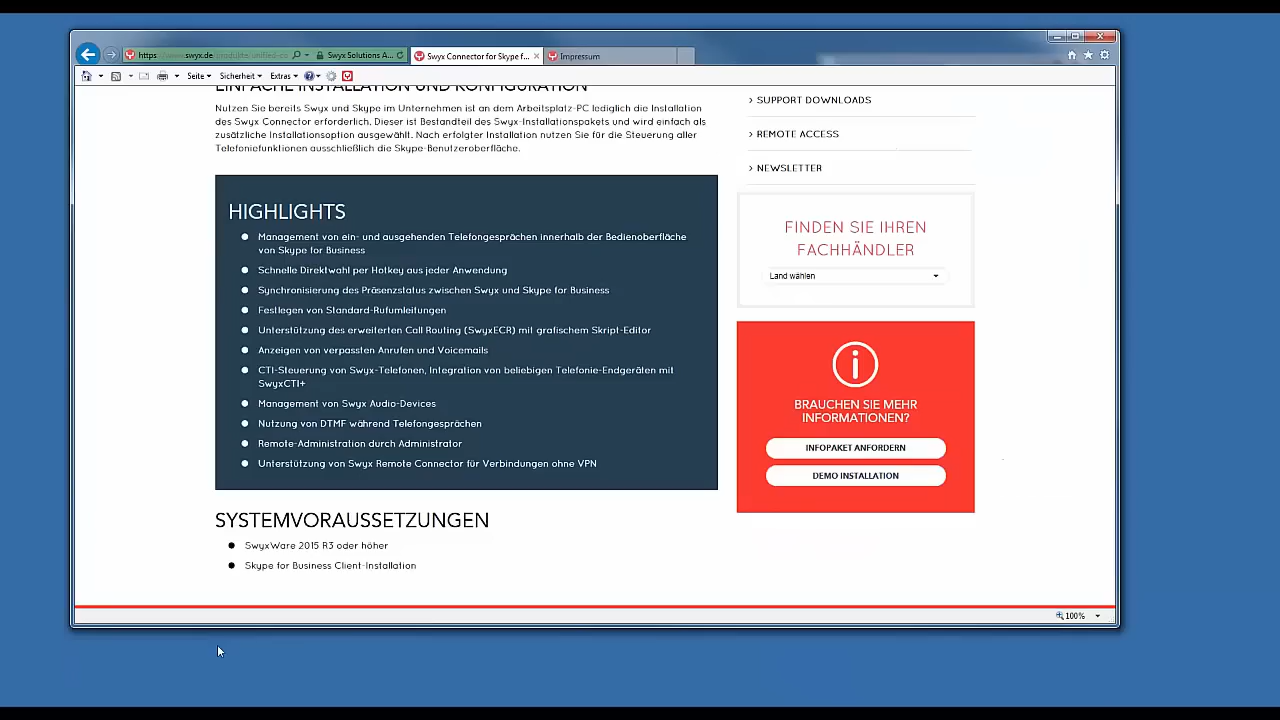 https
swyx.de
Swyx Solutions A...
Swyx Connector for Skype f...
Impressum
Seite
Sicherheit
Extras
EINFACHE INSTALLATION UND KONFIGURATION
Nutzen Sie bereits Swyx und Skype im Unternehmen ist an dem Arbeitsplatz-PC lediglich die Installation
des Swyx Connector erforderlich. Dieser ist Bestandteil des Swyx-Installationspakets und wird einfach als
zusätzliche Installationsoption ausgewählt. Nach erfolgter Installation nutzen Sie für die Steuerung aller
Telefoniefunktionen ausschließlich die Skype-Benutzeroberfläche.
HIGHLIGHTS
Management von ein- und ausgehenden Telefongesprächen innerhalb der Bedienoberfläche
von Skype for Business
Schnelle Direktwahl per Hotkey aus jeder Anwendung
Synchronisierung des Präsenzstatus zwischen Swyx und Skype for Business
Festlegen von Standard-Rufumleitungen
Unterstützung des erweiterten Call Routing (SwyxECR) mit grafischem Skript-Editor
Anzeigen von verpassten Anrufen und Voicemails
CTI-Steuerung von Swyx-Telefonen, Integration von beliebigen Telefonie-Endgeräten mit
SwyxCTI+
Management von Swyx Audio-Devices
Nutzung von DTMF während Telefongesprächen
Remote-Administration durch Administrator
Unterstützung von Swyx Remote Connector für Verbindungen ohne VPN
SYSTEMVORAUSSETZUNGEN
SwyxWare 2015 R3 oder höher
Skype for Business Client-Installation
> SUPPORT DOWNLOADS
> REMOTE ACCESS
> NEWSLETTER
FINDEN SIE IHREN
FACHHÄNDLER
Land wählen
BRAUCHEN SIE MEHR
INFORMATIONEN?
INFOPAKET ANFORDERN
DEMO INSTALLATION
100%